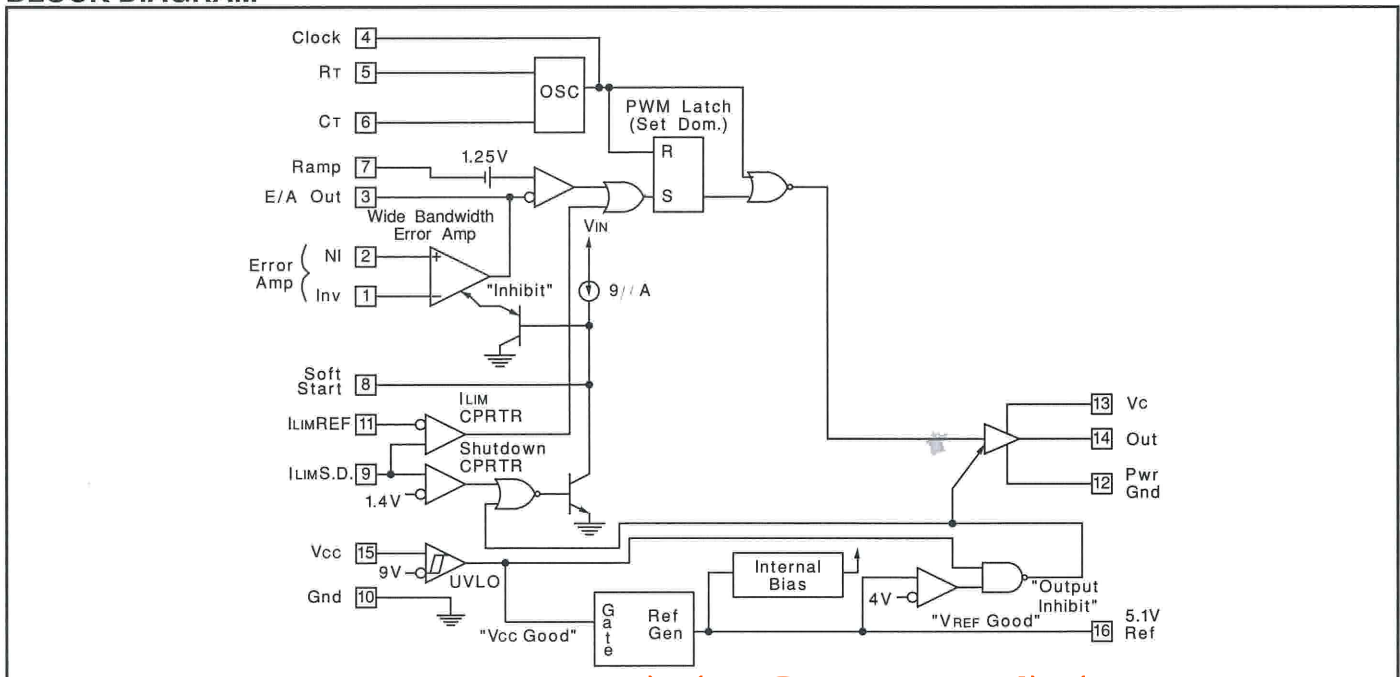 Clock 4
RT 5
OSC
CT 6
PWM Latch
(Set Dom.)
R
S
Ramp 7
1.25V
E/A Out 3
Wide Bandwidth
Error Amp
VIN
Error
Amp
NI 2
Inv 1
+
−
"Inhibit"
9 A
Soft
Start 8
ILIM
CPRTR
ILIMREF 11
Shutdown
CPRTR
ILIMS.D. 9
1.4V
13 Vc
14 Out
12 Pwr
Gnd
Vcc 15
9V
UVLO
Gnd 10
"Vcc Good"
Gate
Ref
Gen
Internal
Bias
4V
"VREF Good"
"Output
Inhibit"
16 5.1V
Ref